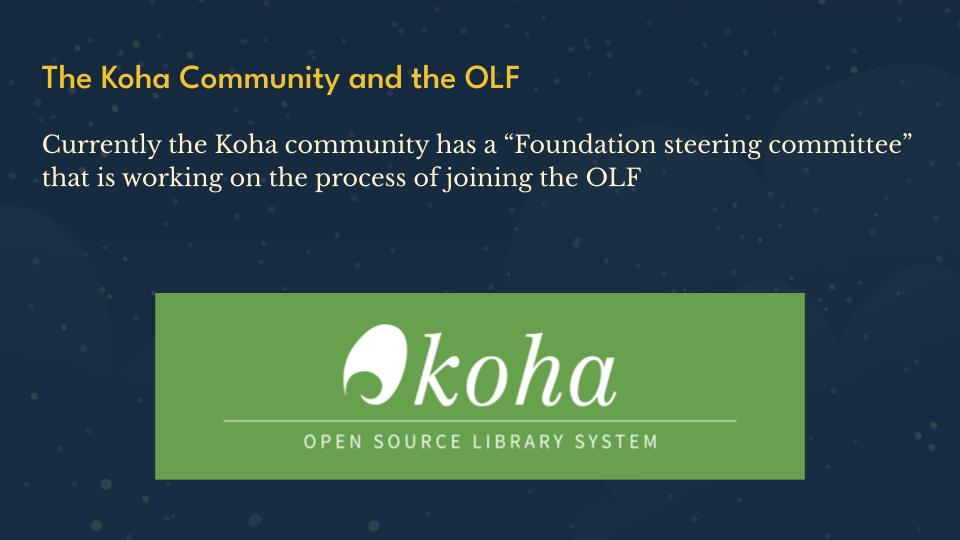 The Koha Community and the OLF
Currently the Koha community has a “Foundation steering committee”
that is working on the process of joining the OLF
koha
OPEN SOURCE LIBRARY SYSTEM